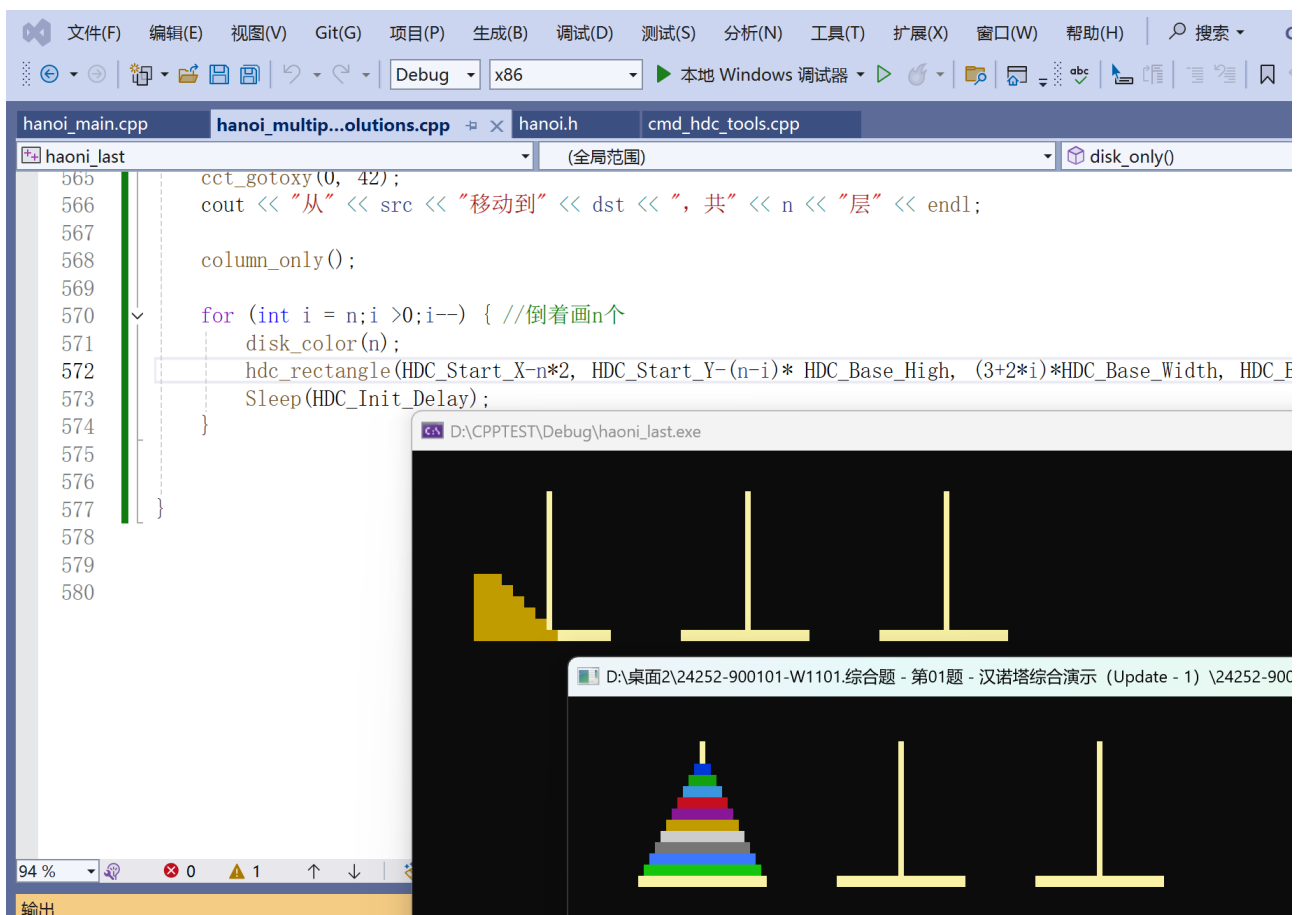 文件(F) 编辑(E) 视图(V) Git(G) 项目(P) 生成(B) 调试(D) 测试(S) 分析(N) 工具(T) 扩展(X) 窗口(W) 帮助(H) 搜索
Debug x86 本地 Windows 调试器 abc
hanoi_main.cpp hanoi_multip...olutions.cpp hanoi.h cmd_hdc_tools.cpp
haoni_last (全局范围) disk_only()
565 cct_gotoxy(0, 42);
566 cout << "从" << src << "移动到" << dst << ", 共" << n << "层" << endl;
567
568 column_only();
569
570 for (int i = n;i >0;i--) { //倒着画n个
571 disk_color(n);
572 hdc_rectangle(HDC_Start_X-n*2, HDC_Start_Y-(n-i)* HDC_Base_High, (3+2*i)*HDC_Base_Width, HDC_B
573 Sleep(HDC_Init_Delay);
574 }
575
576
577 }
578
579
580
C:\ D:\CPPTEST\Debug\haoni_last.exe
D:\桌面2\24252-900101-W1101.综合题 - 第01题 - 汉诺塔综合演示（Update - 1）\24252-900
94 % 0 1
输出